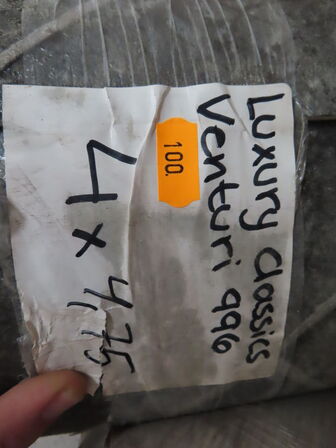 Luxury Classics
Venturi 996
100.
4 x 4,75